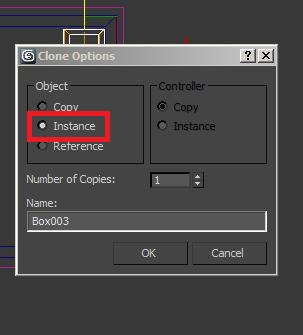 Clone Options
Object
Copy
Instance
Reference
Controller
Copy
Instance
Number of Copies:
1
Name:
Box003
OK
Cancel